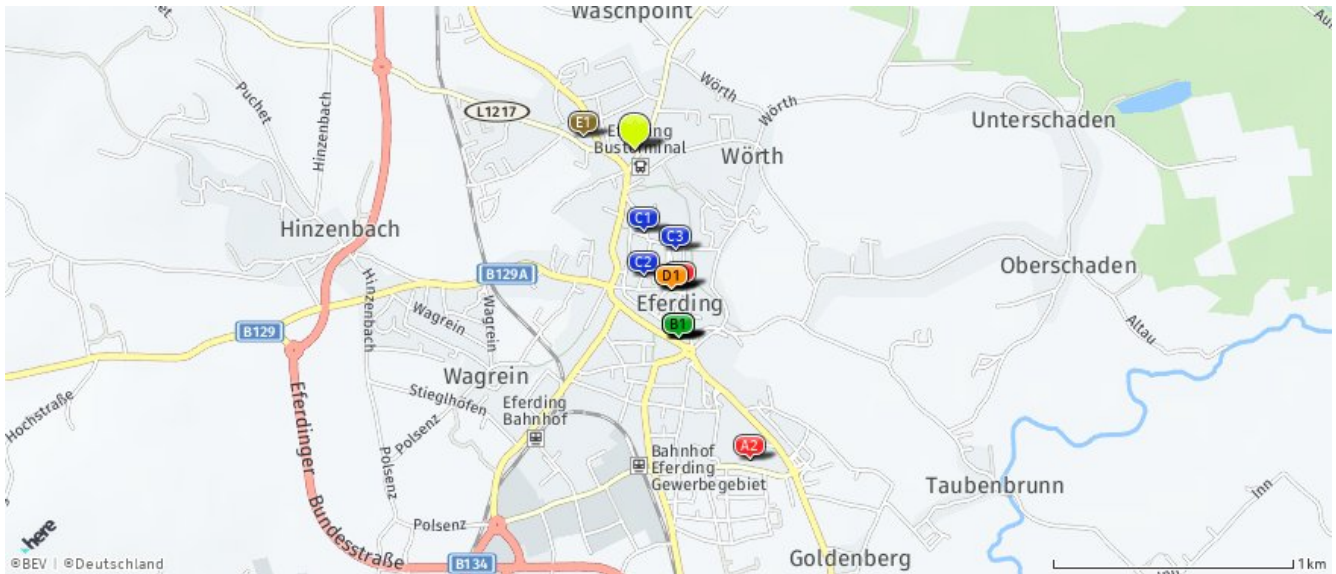 Waschpoint
Au
Puchet
Hinzenbach
L1217
E1
Wörth
Wörth
Unterschaden
Busterminal
Wörth
Hinzenbach
C1
C3
C2
D1
B129A
Oberschaden
Eferding
Hinzenbach
Wagrein
Wagrein
B129
B1
Altau
Wagrein
Stieglhöfen
Hochstraße
Eferding
Bahnhof
Polsenz
Eferdinger Bundesstraße
Polsenz
A2
Bahnhof
Eferding
Gewerbegebiet
Taubenbrunn
Inn
Polsenz
here
©BEV | ©Deutschland
B134
Goldenberg
Inn
1km